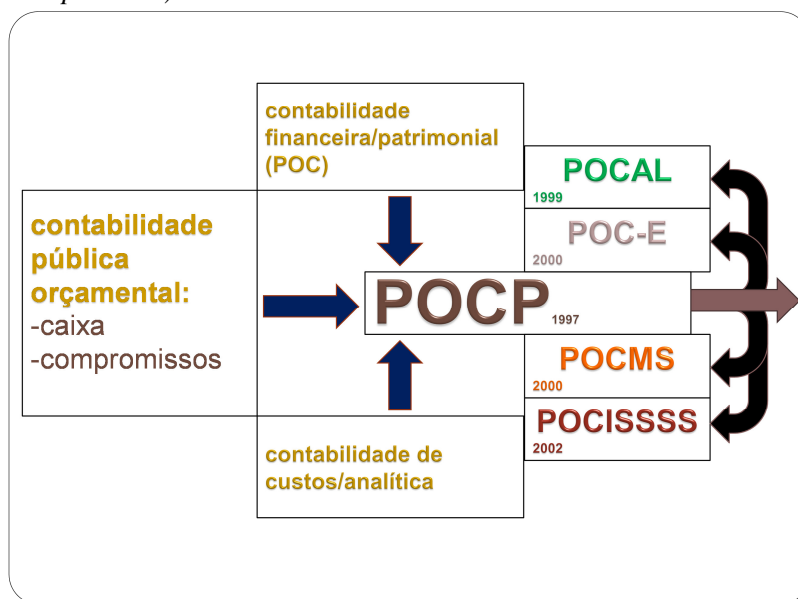 contabilidade
financeira/patrimonial
(POC)
POCAL
1999
contabilidade
pública
orçamental:
-caixa
-compromissos
POC-E
2000
POCP 1997
POCMS
2000
POCISSSS
2002
contabilidade de
custos/analítica